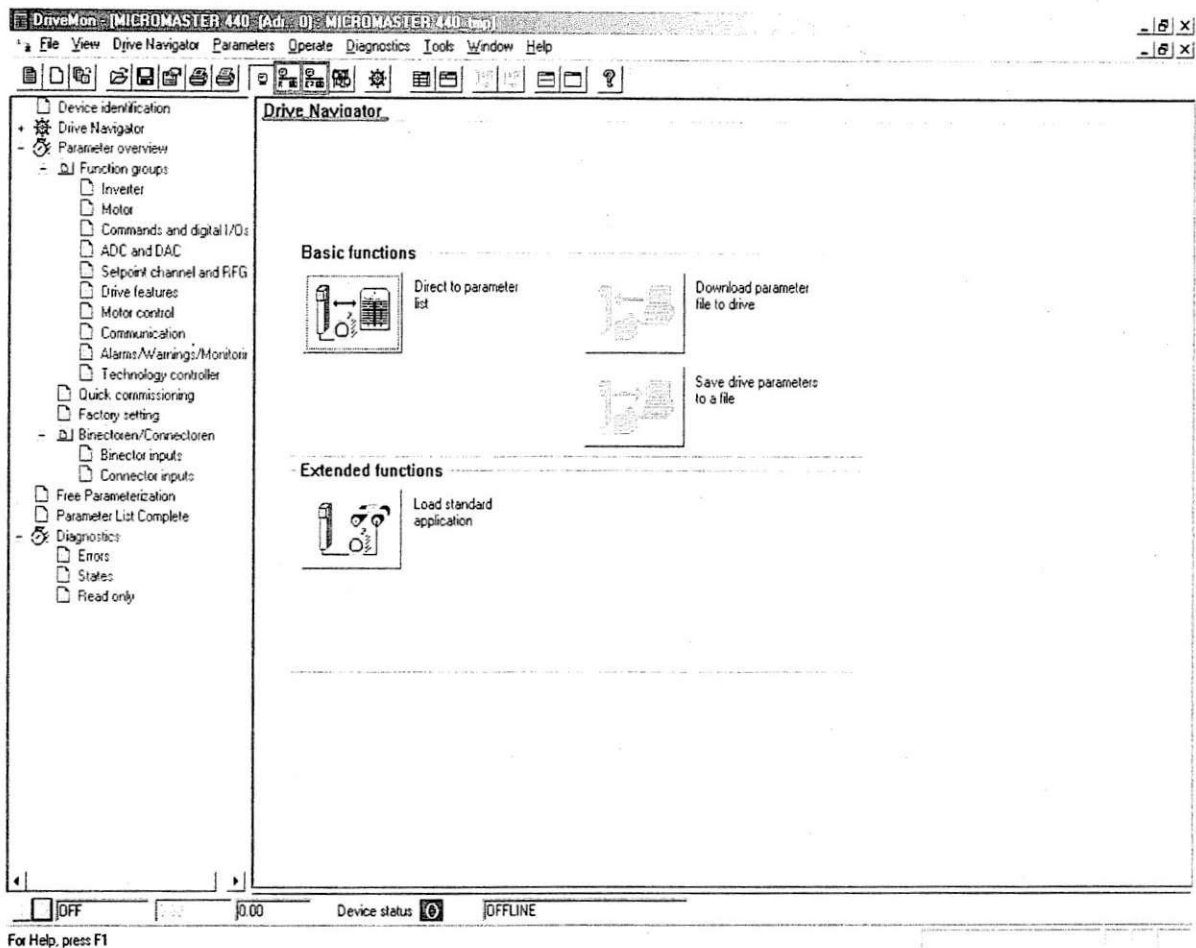 DriveMon - [MICROMASTER 440 (Adr.: 0): MICROMASTER 440 .tmp]
File View Drive Navigator Parameters Operate Diagnostics Tools Window Help
Device identification
Drive Navigator
Parameter overview
Function groups
Inverter
Motor
Commands and digital I/Os
ADC and DAC
Setpoint channel and RFG
Drive features
Motor control
Communication
Alarms/Warnings/Monitorin
Technology controller
Quick commissioning
Factory setting
Binectoren/Connectoren
Binector inputs
Connector inputs
Free Parameterization
Parameter List Complete
Diagnostics
Errors
States
Read only
Drive Navigator
Basic functions
Direct to parameter
list
Download parameter
file to drive
Save drive parameters
to a file
Extended functions
Load standard
application
OFF 0.00 Device status OFFLINE
For Help, press F1